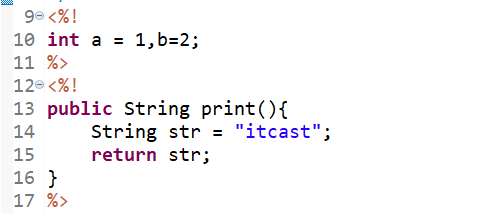 9 <%!
10 int a = 1,b=2;
11 %>
12 <%!
13 public String print(){
14     String str = "itcast";
15     return str;
16 }
17 %>